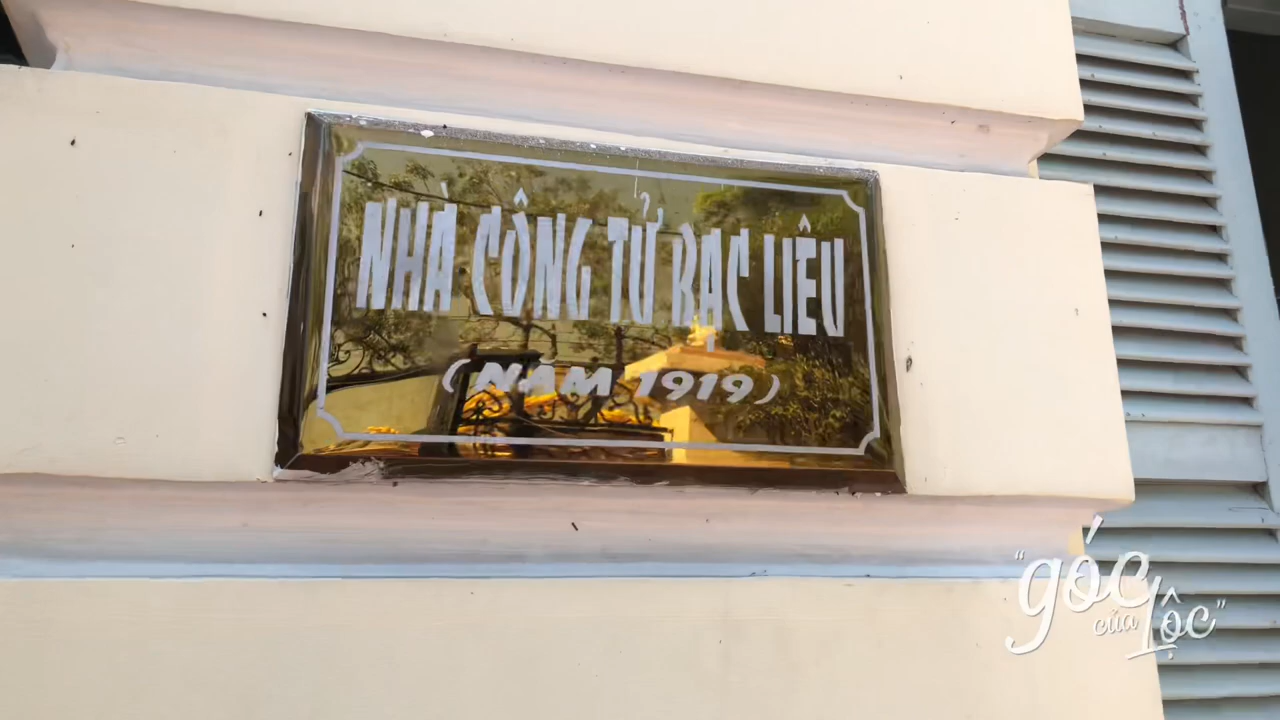 NHÀ CÔNG TỬ BẠC LIÊU
(NĂM 1919)
"góc
của Lộc"